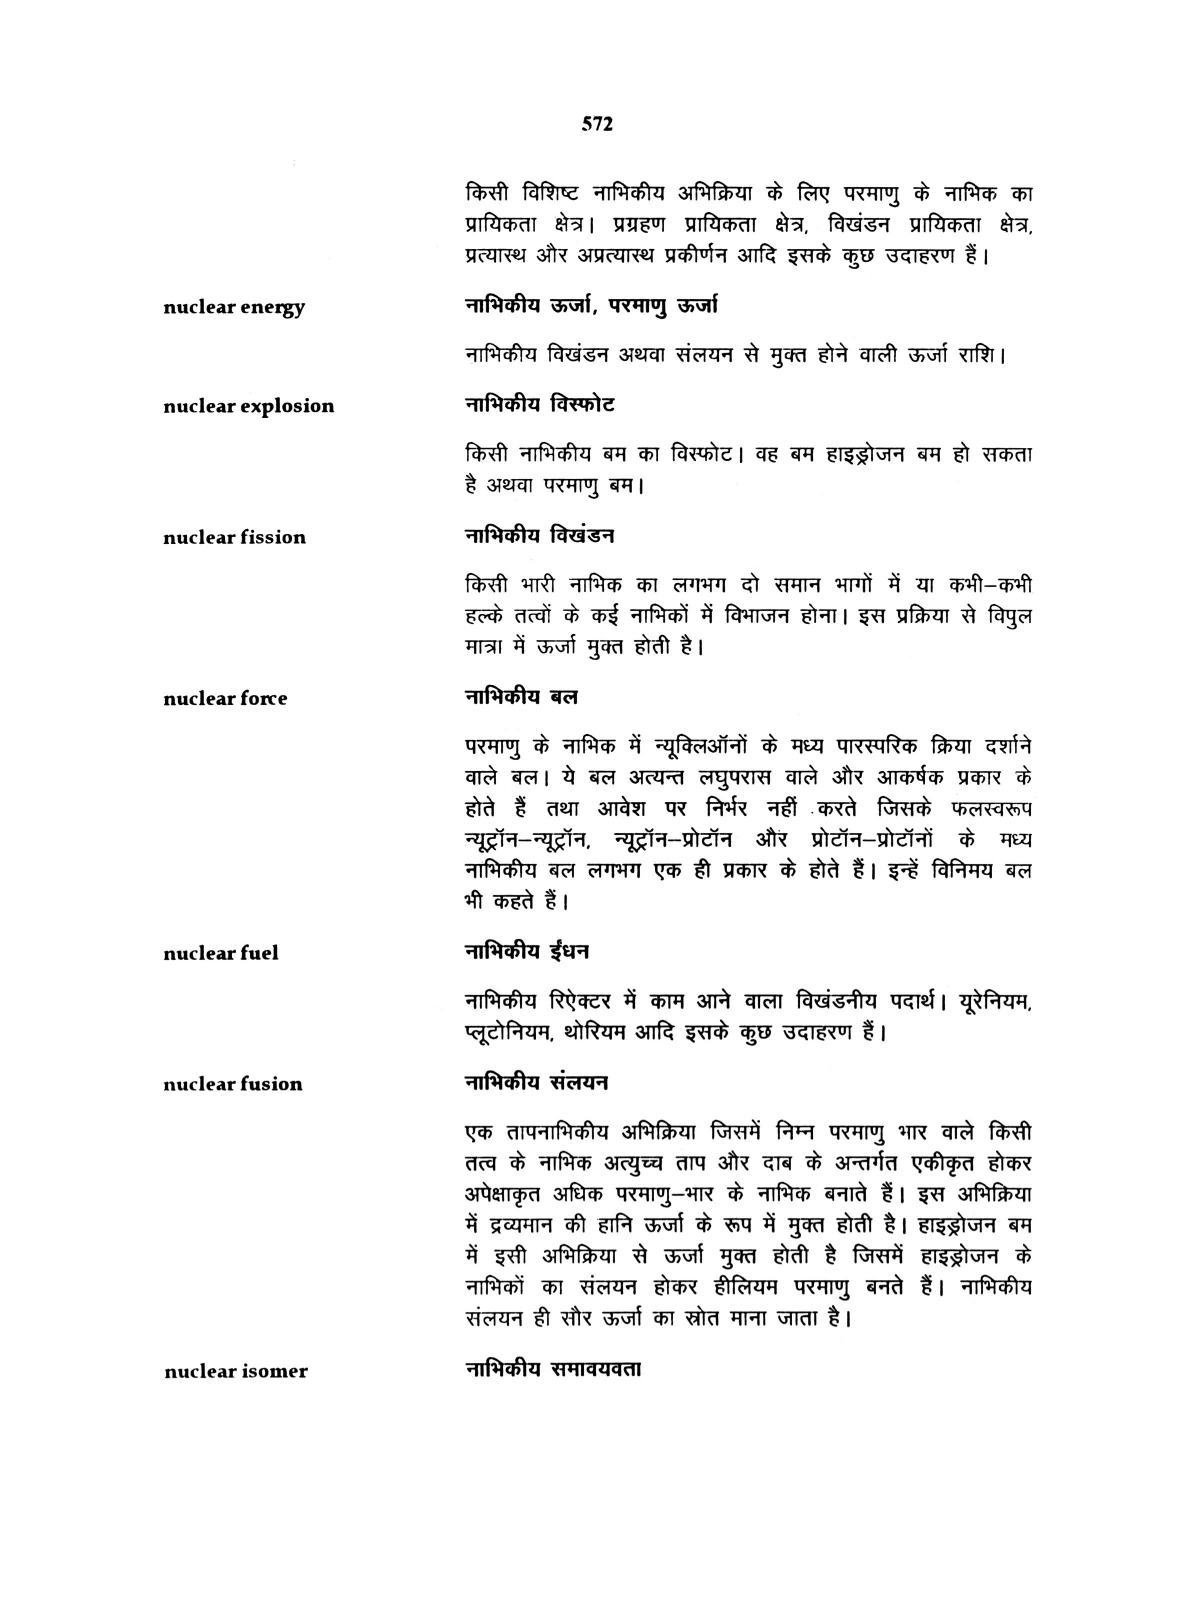 572
किसी विशिष्ट नाभिकीय अभिक्रिया के लिए परमाणु के नाभिक का
प्रायिकता क्षेत्र। प्रग्रहण प्रायिकता क्षेत्र, विखंडन प्रायिकता क्षेत्र,
प्रत्यास्थ और अप्रत्यास्थ प्रकीर्णन आदि इसके कुछ उदाहरण हैं।
nuclear energy नाभिकीय ऊर्जा, परमाणु ऊर्जा
नाभिकीय विखंडन अथवा संलयन से मुक्त होने वाली ऊर्जा राशि।
nuclear explosion नाभिकीय विस्फोट
किसी नाभिकीय बम का विस्फोट। वह बम हाइड्रोजन बम हो सकता
है अथवा परमाणु बम।
nuclear fission नाभिकीय विखंडन
किसी भारी नाभिक का लगभग दो समान भागों में या कभी–कभी
हल्के तत्वों के कई नाभिकों में विभाजन होना। इस प्रक्रिया से विपुल
मात्रा में ऊर्जा मुक्त होती है।
nuclear force नाभिकीय बल
परमाणु के नाभिक में न्यूक्लिऑनों के मध्य पारस्परिक क्रिया दर्शाने
वाले बल। ये बल अत्यन्त लघुपरास वाले और आकर्षक प्रकार के
होते हैं तथा आवेश पर निर्भर नहीं करते जिसके फलस्वरूप
न्यूट्रॉन–न्यूट्रॉन, न्यूट्रॉन–प्रोटॉन और प्रोटॉन–प्रोटॉनों के मध्य
नाभिकीय बल लगभग एक ही प्रकार के होते हैं। इन्हें विनिमय बल
भी कहते हैं।
nuclear fuel नाभिकीय ईंधन
नाभिकीय रिऐक्टर में काम आने वाला विखंडनीय पदार्थ। यूरेनियम,
प्लूटोनियम, थोरियम आदि इसके कुछ उदाहरण हैं।
nuclear fusion नाभिकीय संलयन
एक तापनाभिकीय अभिक्रिया जिसमें निम्न परमाणु भार वाले किसी
तत्व के नाभिक अत्युच्च ताप और दाब के अन्तर्गत एकीकृत होकर
अपेक्षाकृत अधिक परमाणु–भार के नाभिक बनाते हैं। इस अभिक्रिया
में द्रव्यमान की हानि ऊर्जा के रूप में मुक्त होती है। हाइड्रोजन बम
में इसी अभिक्रिया से ऊर्जा मुक्त होती है जिसमें हाइड्रोजन के
नाभिकों का संलयन होकर हीलियम परमाणु बनते हैं। नाभिकीय
संलयन ही सौर ऊर्जा का स्रोत माना जाता है।
nuclear isomer नाभिकीय समावयवता